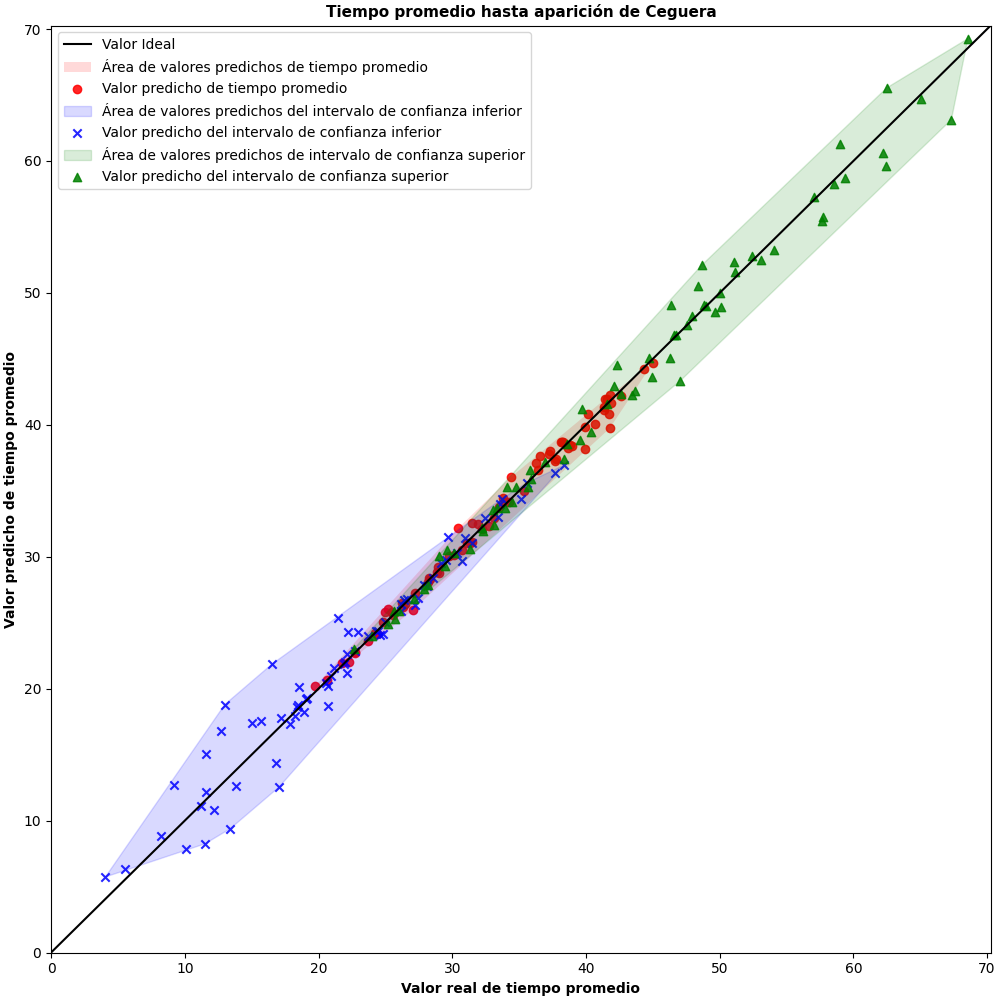 Tiempo promedio hasta aparición de Ceguera
Valor Ideal
Área de valores predichos de tiempo promedio
Valor predicho de tiempo promedio
Área de valores predichos del intervalo de confianza inferior
Valor predicho del intervalo de confianza inferior
Área de valores predichos de intervalo de confianza superior
Valor predicho del intervalo de confianza superior
Valor predicho de tiempo promedio
70
60
50
40
30
20
10
0
0 10 20 30 40 50 60 70
Valor real de tiempo promedio